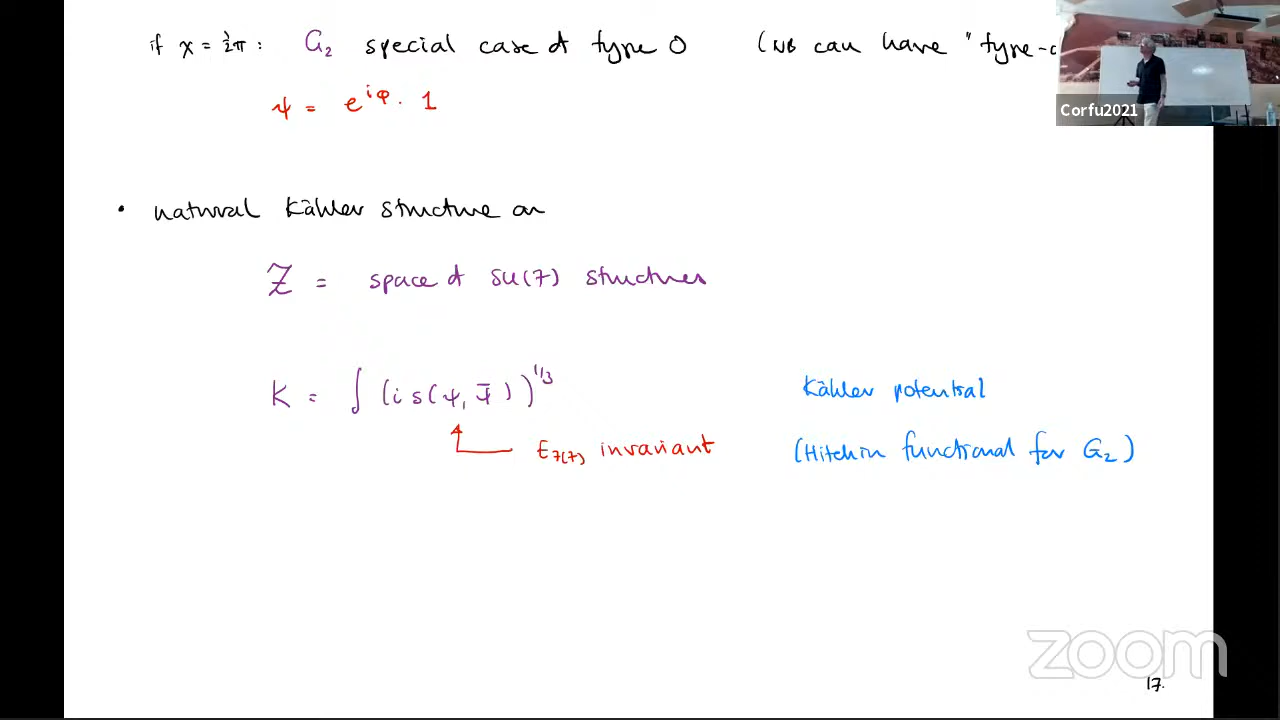 if χ = ½π : G₂ special case of type 0 (NB can have "type-c
ψ = e^{iφ} · 1
Corfu2021
• natural Kähler structure on
Z = space of SU(7) structures
K = ∫ (i s(ψ, ψ̄))^{1/3} Kähler potential
E₇₍₇₎ invariant (Hitchin functional for G₂)
zoom
17.